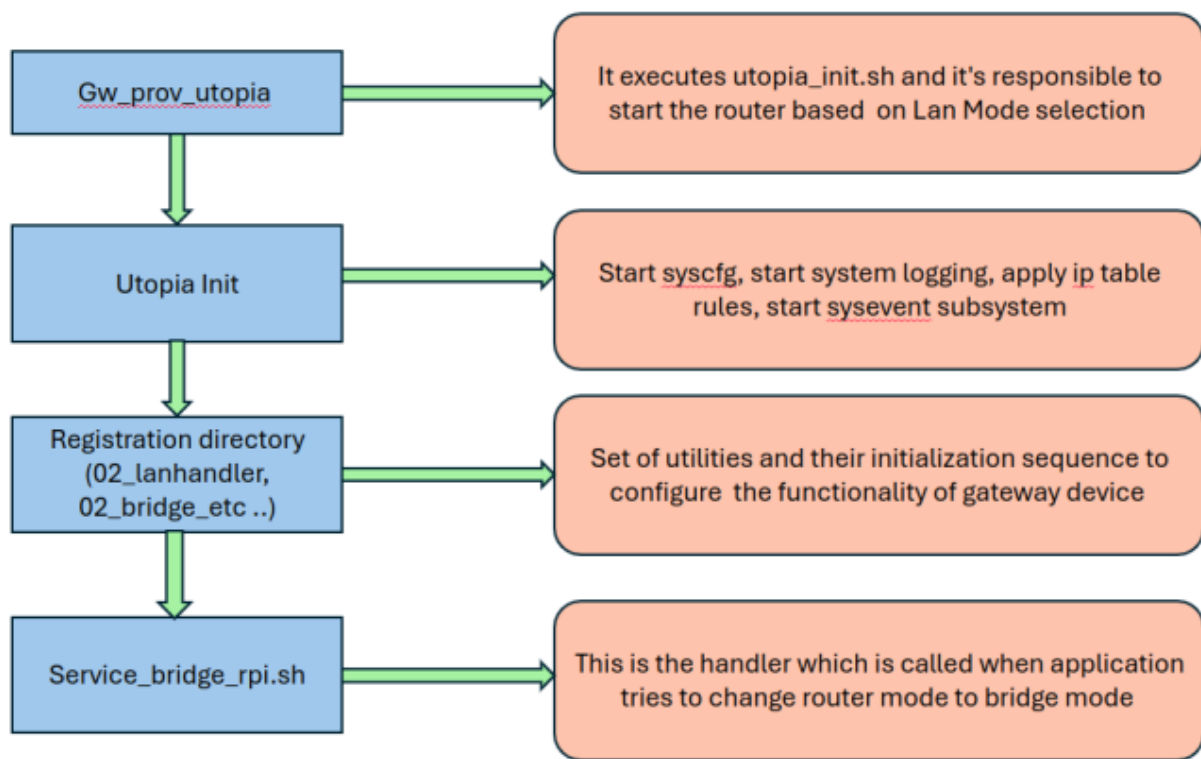 Gw_prov_utopia
It executes utopia_init.sh and it's responsible to
start the router based on Lan Mode selection
Utopia Init
Start syscfg, start system logging, apply ip table
rules, start sysevent subsystem
Registration directory
(02_lanhandler,
02_bridge_etc ..)
Set of utilities and their initialization sequence to
configure the functionality of gateway device
Service_bridge_rpi.sh
This is the handler which is called when application
tries to change router mode to bridge mode